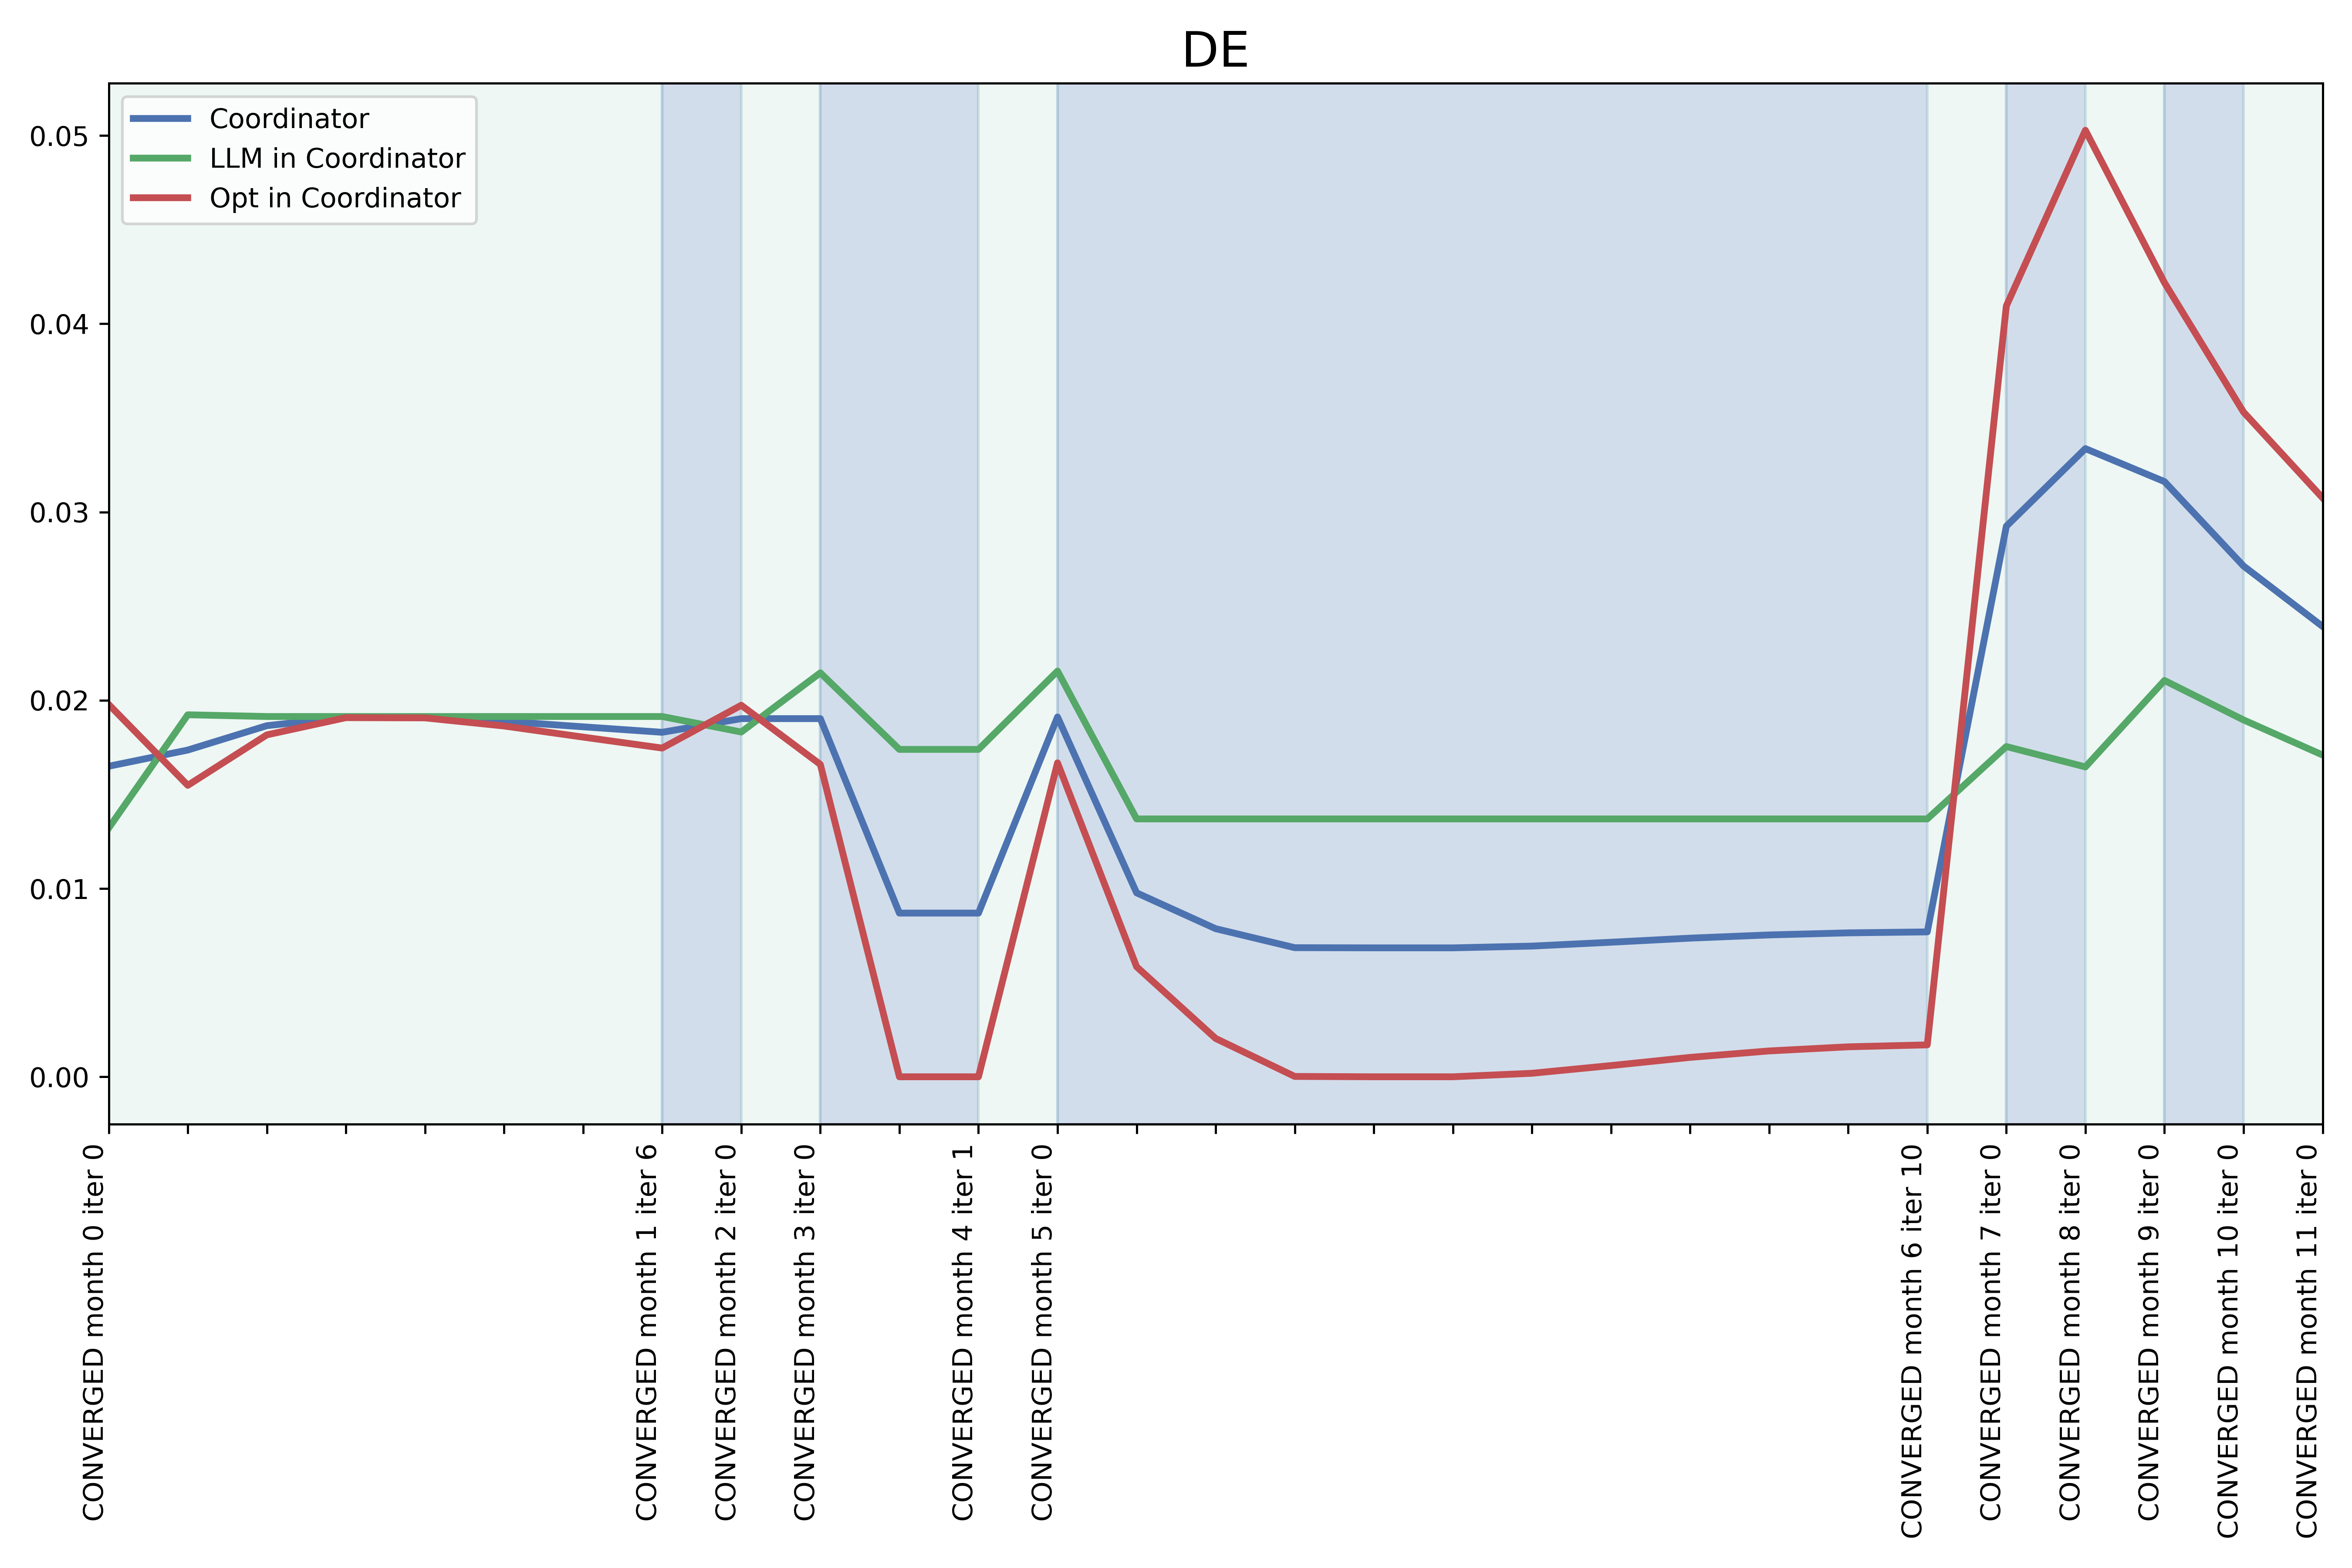 DE
Coordinator
LLM in Coordinator
Opt in Coordinator
0.05
0.04
0.03
0.02
0.01
0.00
CONVERGED month 0 iter 0
CONVERGED month 1 iter 6
CONVERGED month 2 iter 0
CONVERGED month 3 iter 0
CONVERGED month 4 iter 1
CONVERGED month 5 iter 0
CONVERGED month 6 iter 10
CONVERGED month 7 iter 0
CONVERGED month 8 iter 0
CONVERGED month 9 iter 0
CONVERGED month 10 iter 0
CONVERGED month 11 iter 0